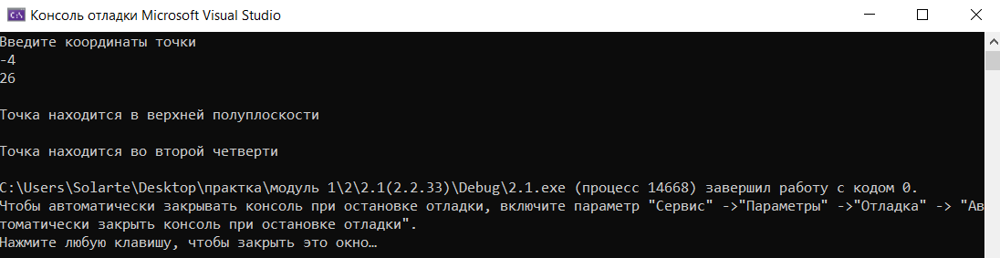 Консоль отладки Microsoft Visual Studio
Введите координаты точки
-4
26
Точка находится в верхней полуплоскости
Точка находится во второй четверти
C:\Users\Solarte\Desktop\практка\модуль 1\2\2.1(2.2.33)\Debug\2.1.exe (процесс 14668) завершил работу с кодом 0.
Чтобы автоматически закрывать консоль при остановке отладки, включите параметр "Сервис" ->"Параметры" ->"Отладка" -> "Ав
томатически закрыть консоль при остановке отладки".
Нажмите любую клавишу, чтобы закрыть это окно…